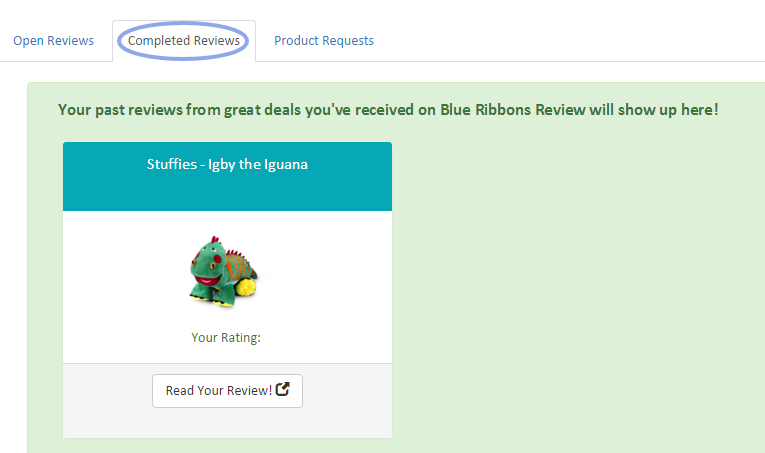 Open Reviews Completed Reviews Product Requests
Your past reviews from great deals you've received on Blue Ribbons Review will show up here!
Stuffies - Igby the Iguana
Your Rating:
Read Your Review!